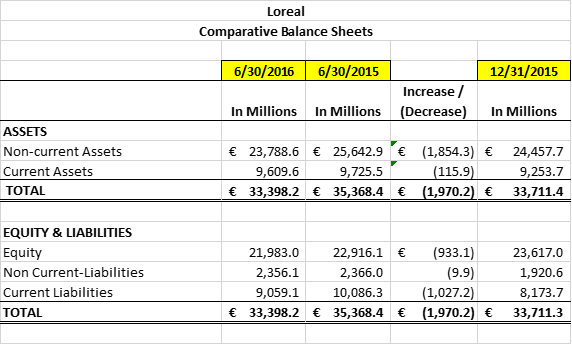 Loreal
Comparative Balance Sheets
6/30/2016 6/30/2015 12/31/2015
Increase /
In Millions In Millions (Decrease) In Millions
ASSETS
Non-current Assets € 23,788.6 € 25,642.9 € (1,854.3) € 24,457.7
Current Assets 9,609.6 9,725.5 (115.9) 9,253.7
TOTAL € 33,398.2 € 35,368.4 € (1,970.2) € 33,711.4
EQUITY & LIABILITIES
Equity 21,983.0 22,916.1 € (933.1) 23,617.0
Non Current-Liabilities 2,356.1 2,366.0 (9.9) 1,920.6
Current Liabilities 9,059.1 10,086.3 (1,027.2) 8,173.7
TOTAL € 33,398.2 € 35,368.4 € (1,970.2) € 33,711.3